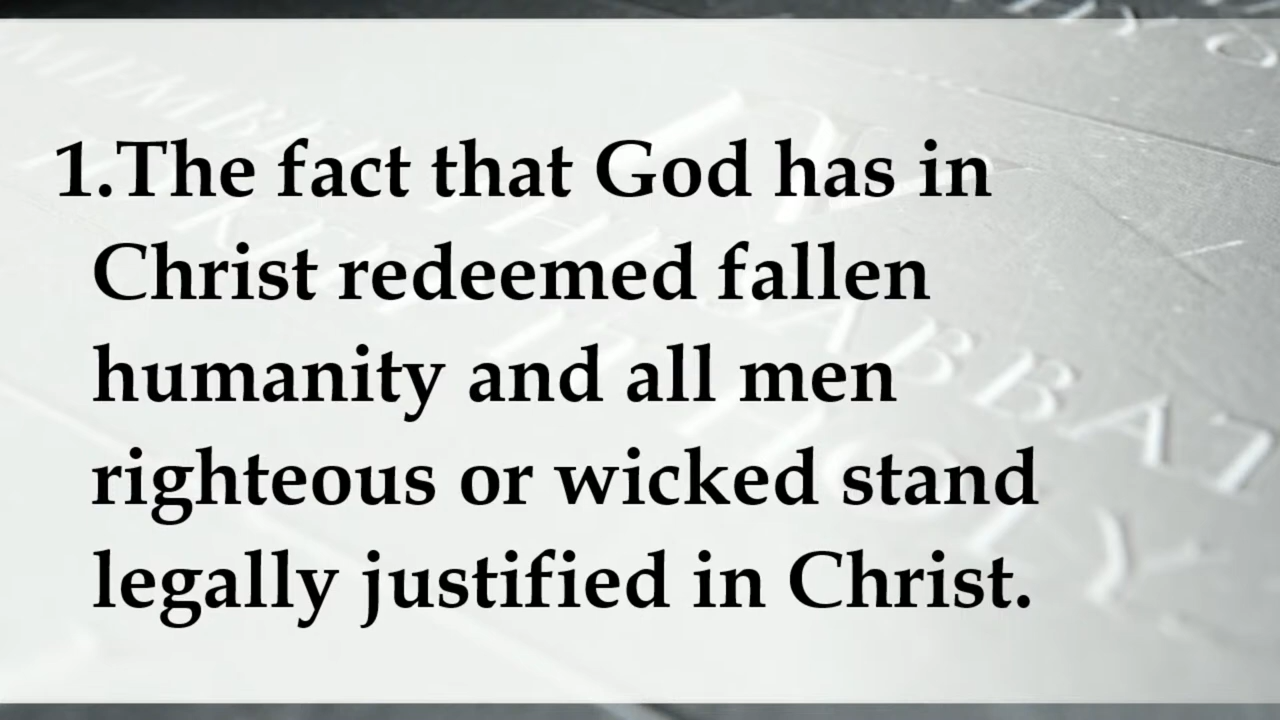 1.The fact that God has in
Christ redeemed fallen
humanity and all men
righteous or wicked stand
legally justified in Christ.